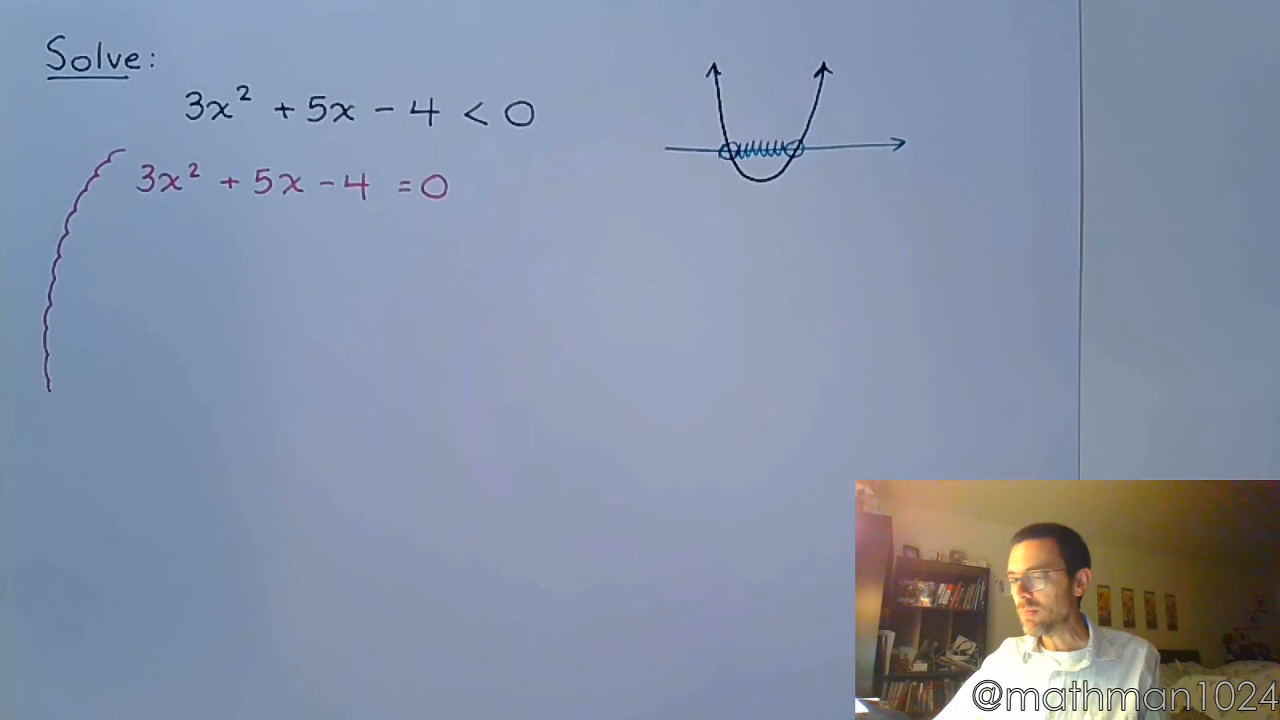 Solve:
3x² + 5x - 4 < 0
3x² + 5x - 4 = 0
@mathman1024